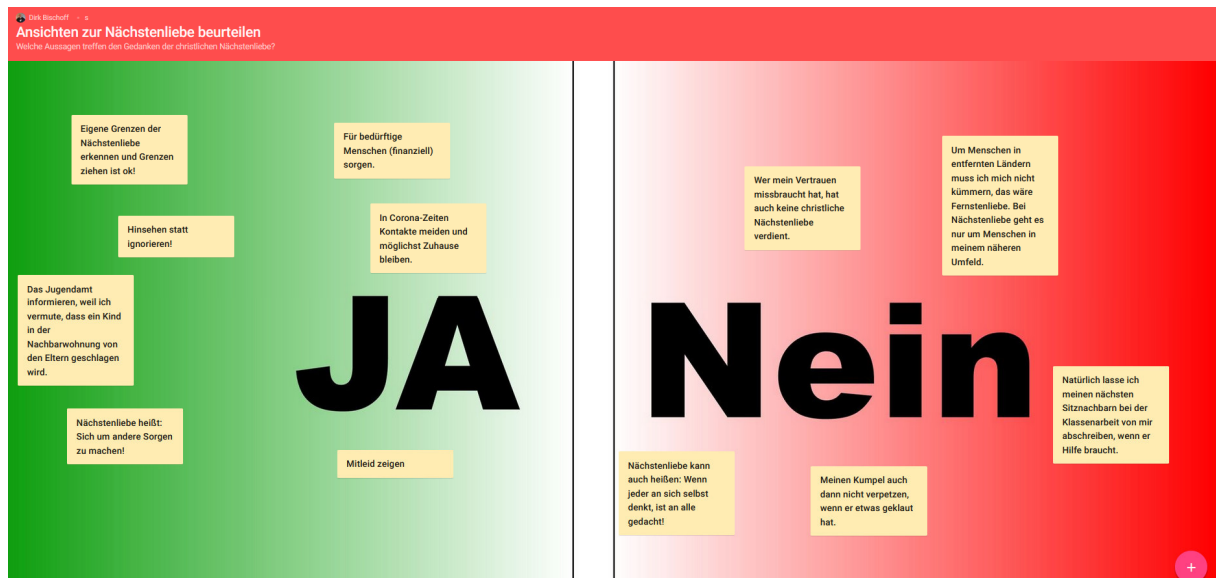 Dirk Bischoff · s
Ansichten zur Nächstenliebe beurteilen
Welche Aussagen treffen den Gedanken der christlichen Nächstenliebe?
Eigene Grenzen der
Nächstenliebe
erkennen und Grenzen
ziehen ist ok!
Für bedürftige
Menschen (finanziell)
sorgen.
Hinsehen statt
ignorieren!
In Corona-Zeiten
Kontakte meiden und
möglichst Zuhause
bleiben.
Das Jugendamt
informieren, weil ich
vermute, dass ein Kind
in der
Nachbarwohnung von
den Eltern geschlagen
wird.
JA
Nächstenliebe heißt:
Sich um andere Sorgen
zu machen!
Mitleid zeigen
Wer mein Vertrauen
missbraucht hat, hat
auch keine christliche
Nächstenliebe
verdient.
Um Menschen in
entfernten Ländern
muss ich mich nicht
kümmern, das wäre
Fernstenliebe. Bei
Nächstenliebe geht es
nur um Menschen in
meinem näheren
Umfeld.
Nein
Natürlich lasse ich
meinen nächsten
Sitznachbarn bei der
Klassenarbeit von mir
abschreiben, wenn er
Hilfe braucht.
Nächstenliebe kann
auch heißen: Wenn
jeder an sich selbst
denkt, ist an alle
gedacht!
Meinen Kumpel auch
dann nicht verpetzen,
wenn er etwas geklaut
hat.
+